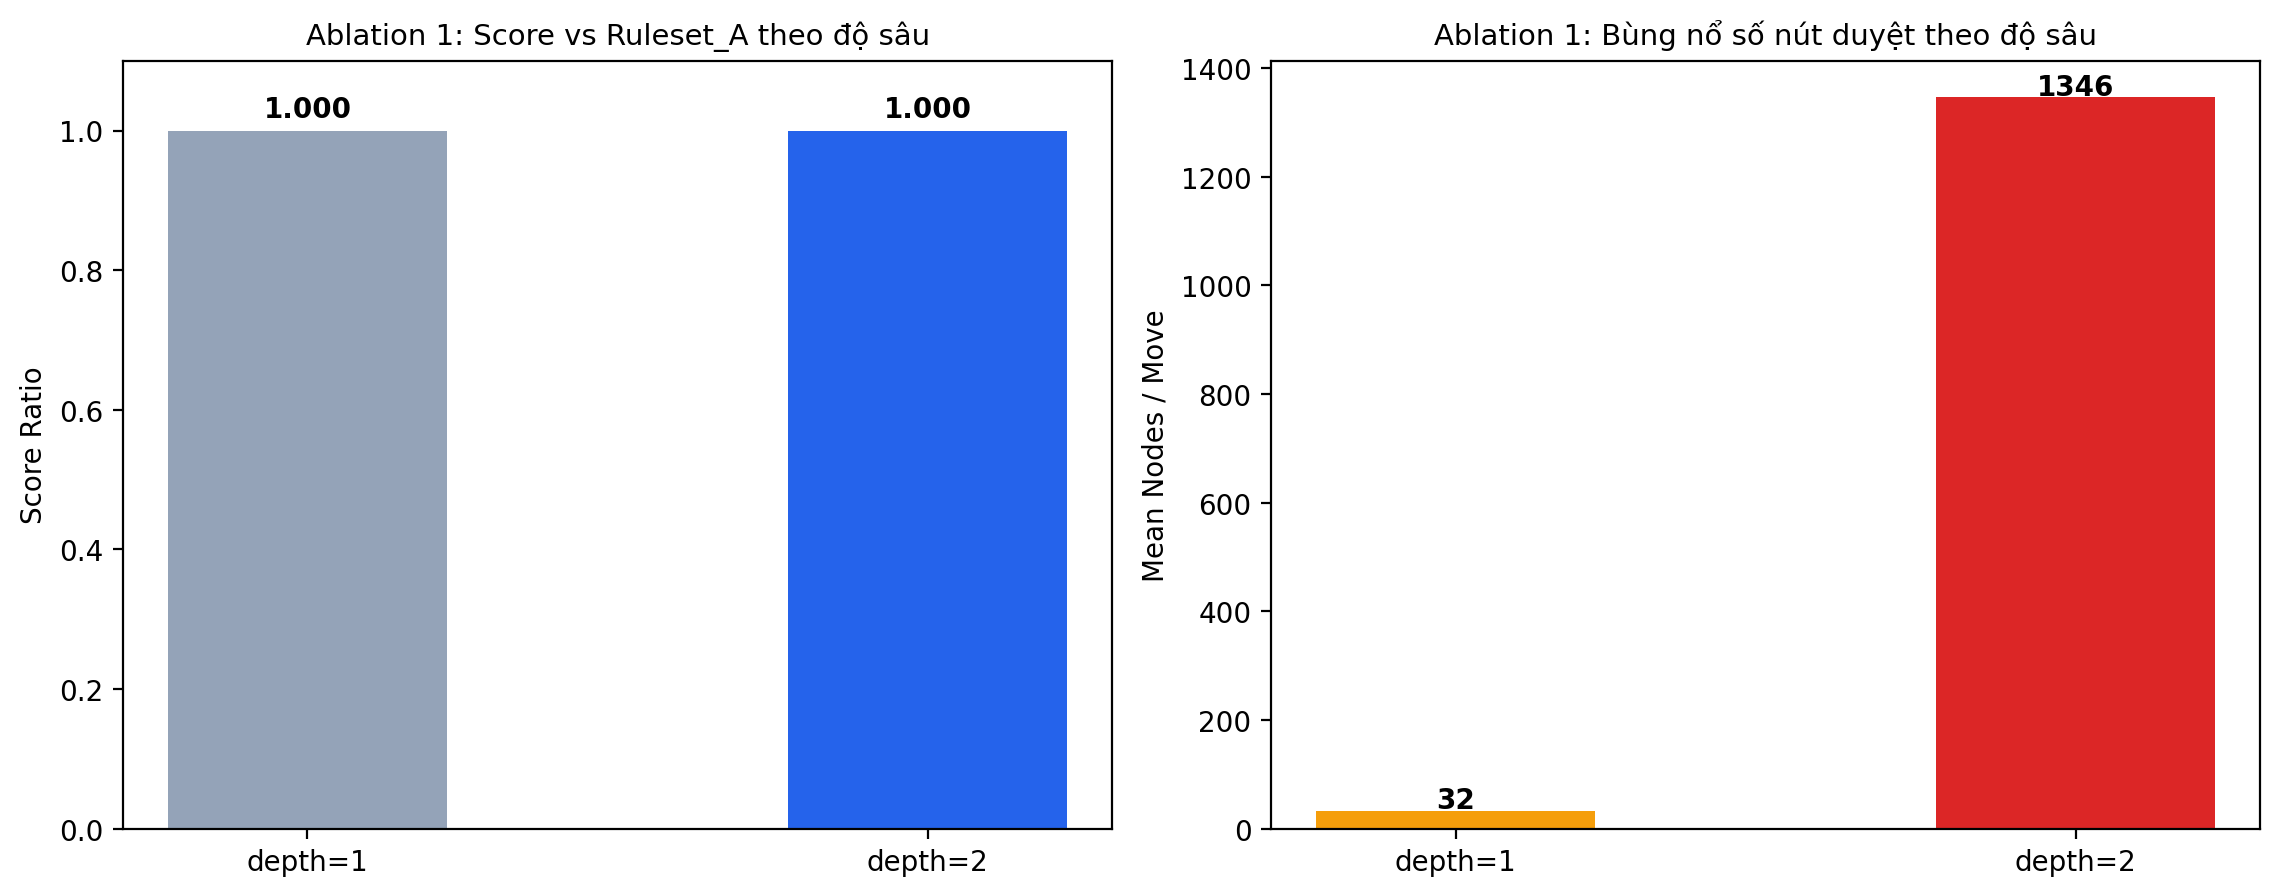 Ablation 1: Score vs Ruleset_A theo độ sâu
Score Ratio
1.0
0.8
0.6
0.4
0.2
0.0
1.000
1.000
depth=1
depth=2
Ablation 1: Bùng nổ số nút duyệt theo độ sâu
Mean Nodes / Move
1400
1200
1000
800
600
400
200
0
32
1346
depth=1
depth=2